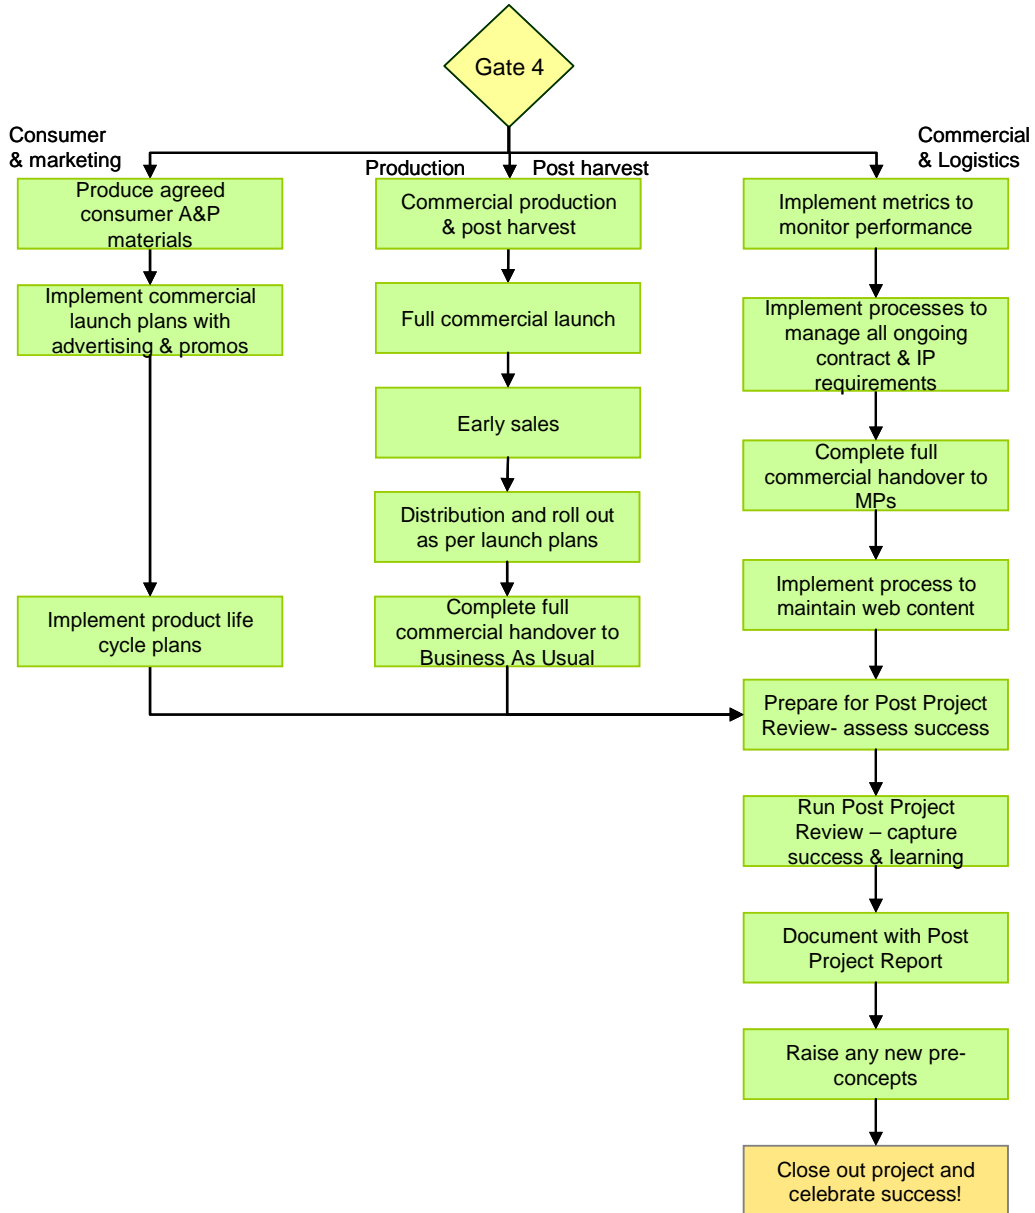 Gate 4
Consumer
& marketing
Production
Post harvest
Commercial
& Logistics
Produce agreed
consumer A&P
materials
Implement commercial
launch plans with
advertising & promos
Implement product life
cycle plans
Commercial production
& post harvest
Full commercial launch
Early sales
Distribution and roll out
as per launch plans
Complete full
commercial handover to
Business As Usual
Implement metrics to
monitor performance
Implement processes to
manage all ongoing
contract & IP
requirements
Complete full
commercial handover to
MPs
Implement process to
maintain web content
Prepare for Post Project
Review- assess success
Run Post Project
Review – capture
success & learning
Document with Post
Project Report
Raise any new pre-
concepts
Close out project and
celebrate success!